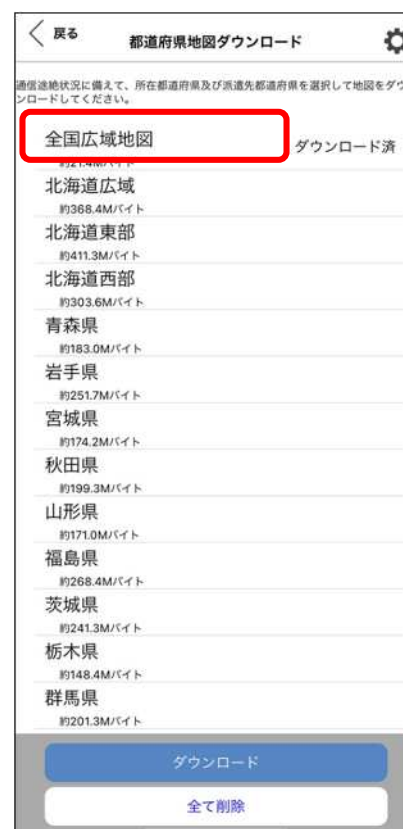 戻る
都道府県地図ダウンロード
通信途絶状況に備えて、所在都道府県及び派遣先都道府県を選択して地図をダウ
ンロードしてください。
全国広域地図
ダウンロード済
約21.4Mバイト
北海道広域
約368.4Mバイト
北海道東部
約411.3Mバイト
北海道西部
約303.6Mバイト
青森県
約183.0Mバイト
岩手県
約251.7Mバイト
宮城県
約174.2Mバイト
秋田県
約199.3Mバイト
山形県
約171.0Mバイト
福島県
約268.4Mバイト
茨城県
約241.3Mバイト
栃木県
約148.4Mバイト
群馬県
約201.3Mバイト
ダウンロード
全て削除